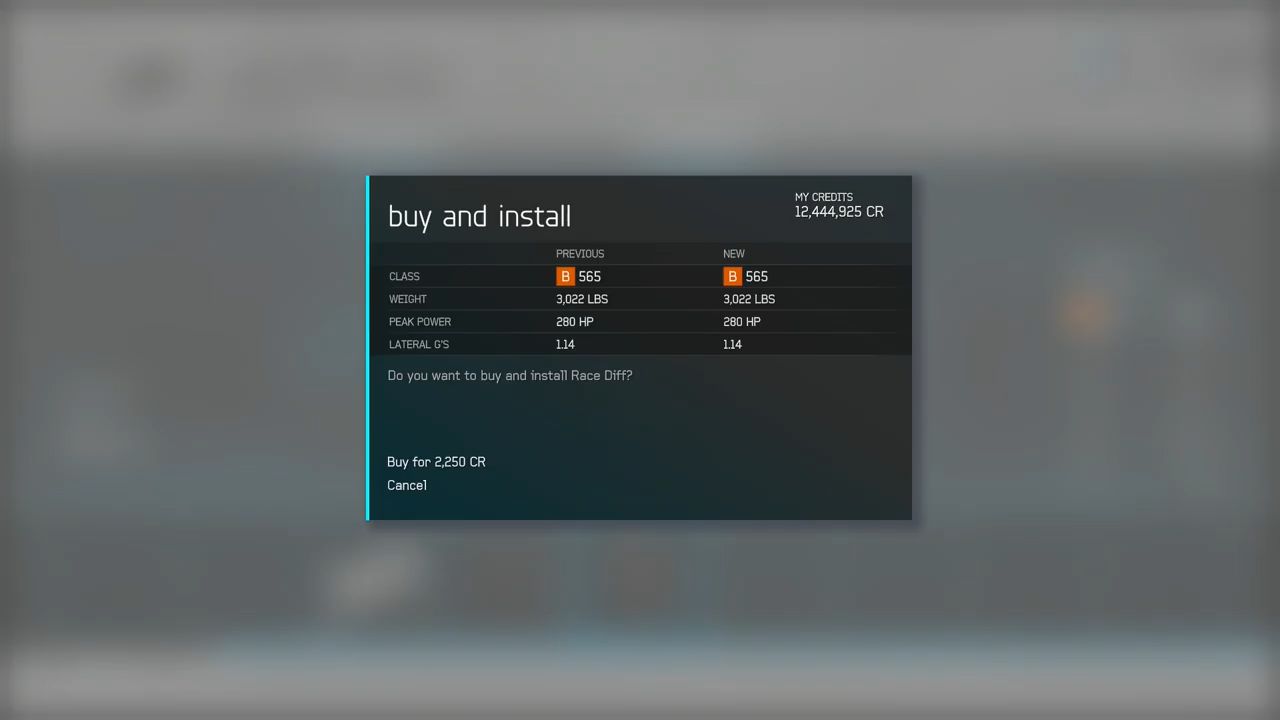 buy and install
MY CREDITS
12,444,925 CR
PREVIOUS NEW
CLASS B 565 B 565
WEIGHT 3,022 LBS 3,022 LBS
PEAK POWER 280 HP 280 HP
LATERAL G'S 1.14 1.14
Do you want to buy and install Race Diff?
Buy for 2,250 CR
Cancel